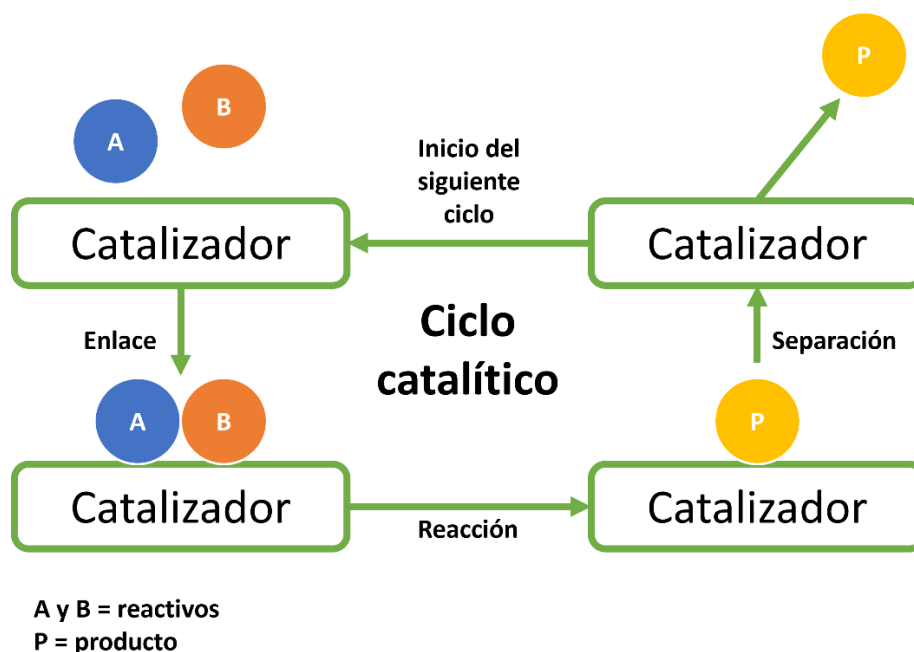 A
B
P
Inicio del
siguiente
ciclo
Catalizador
Catalizador
Enlace
Ciclo
catalítico
Separación
A
B
P
Catalizador
Catalizador
Reacción
A y B = reactivos
P = producto